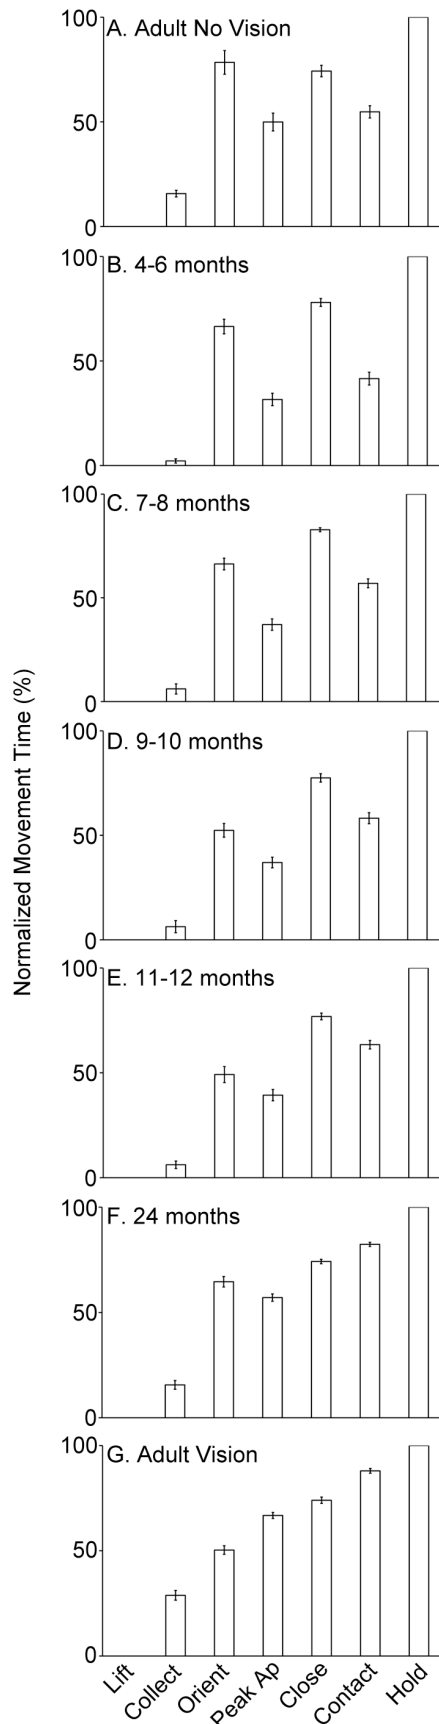 Normalized Movement Time (%)
A. Adult No Vision
100
50
0
B. 4-6 months
100
50
0
C. 7-8 months
100
50
0
D. 9-10 months
100
50
0
E. 11-12 months
100
50
0
F. 24 months
100
50
0
G. Adult Vision
100
50
0
Lift
Collect
Orient
Peak Ap
Close
Contact
Hold